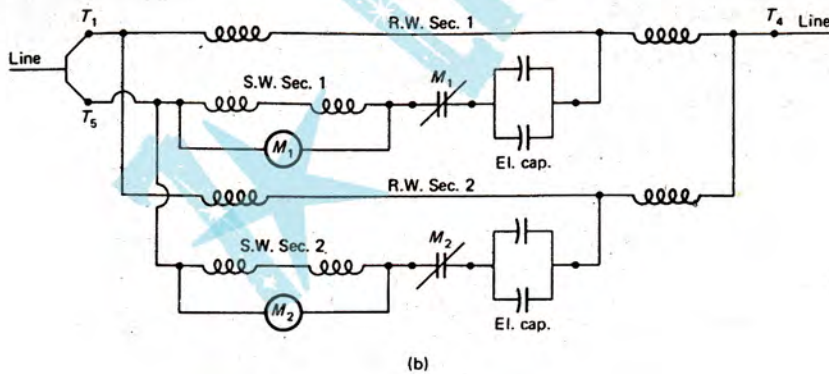 T1
R.W. Sec. 1
T4
Line
Line
S.W. Sec. 1
M1
T5
M1
El. cap.
R.W. Sec. 2
S.W. Sec. 2
M2
M2
El. cap.
(b)